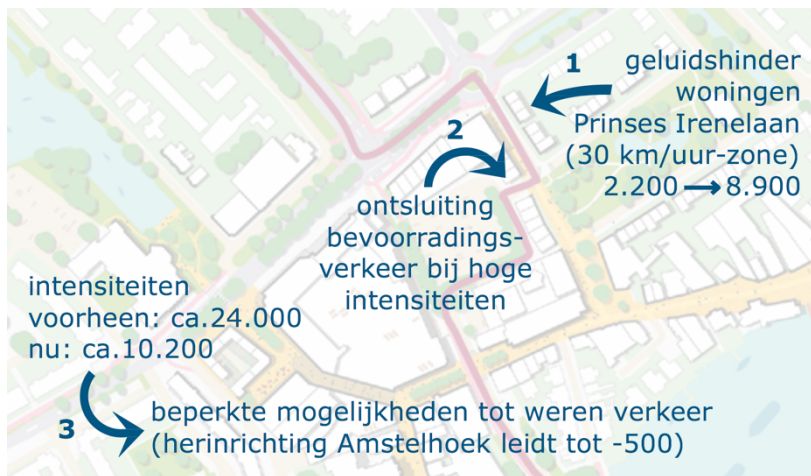 1
geluidshinder
woningen
Prinses Irenelaan
(30 km/uur-zone)
2.200 → 8.900
2
ontsluiting
bevoorradings-
verkeer bij hoge
intensiteiten
intensiteiten
voorheen: ca.24.000
nu: ca.10.200
3
beperkte mogelijkheden tot weren verkeer
(herinrichting Amstelhoek leidt tot -500)